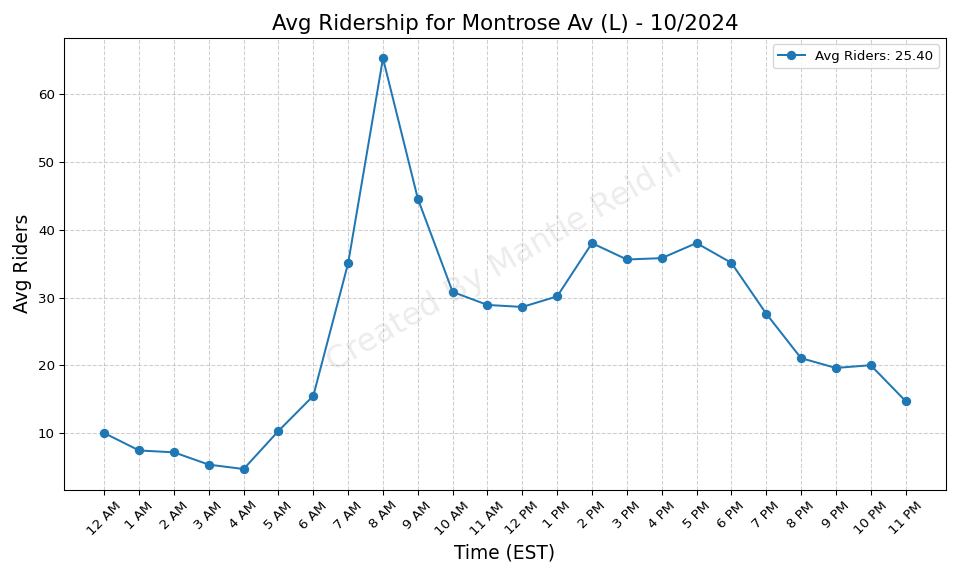 Avg Ridership for Montrose Av (L) - 10/2024
Avg Riders: 25.40
Avg Riders
60
50
40
30
20
10
Created By Mantie Reid II
12 AM
1 AM
2 AM
3 AM
4 AM
5 AM
6 AM
7 AM
8 AM
9 AM
10 AM
11 AM
12 PM
1 PM
2 PM
3 PM
4 PM
5 PM
6 PM
7 PM
8 PM
9 PM
10 PM
11 PM
Time (EST)